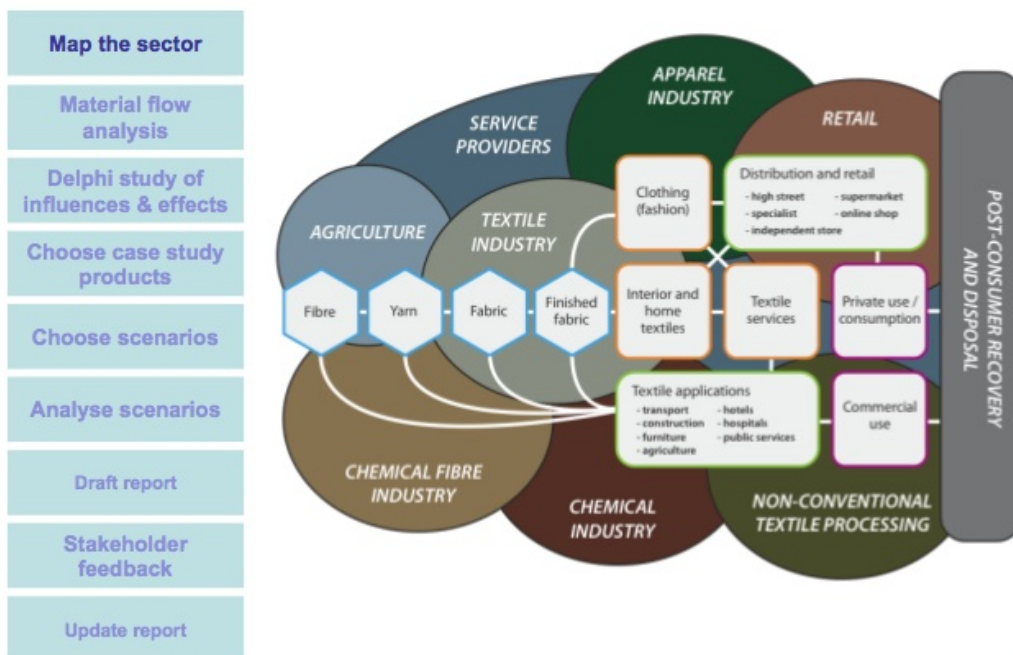 Map the sector
Material flow
analysis
Delphi study of
influences & effects
Choose case study
products
Choose scenarios
Analyse scenarios
Draft report
Stakeholder
feedback
Update report
SERVICE
PROVIDERS
APPAREL
INDUSTRY
RETAIL
AGRICULTURE
TEXTILE
INDUSTRY
Clothing
(fashion)
Distribution and retail
- high street
- specialist
- independent store
- supermarket
- online shop
Fibre
Yarn
Fabric
Finished
fabric
Interior and
home
textiles
Textile
services
Private use /
consumption
Textile applications
- transport
- construction
- furniture
- agriculture
- hotels
- hospitals
- public services
Commercial
use
CHEMICAL FIBRE
INDUSTRY
CHEMICAL
INDUSTRY
NON-CONVENTIONAL
TEXTILE PROCESSING
POST-CONSUMER RECOVERY
AND DISPOSAL